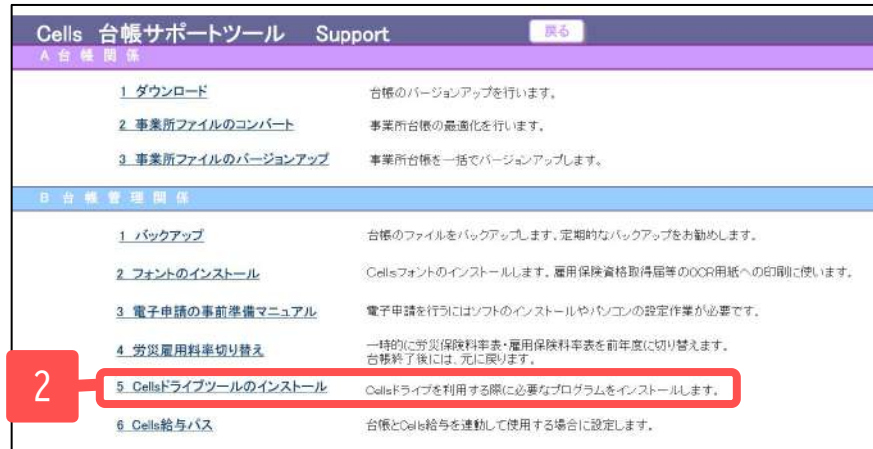 Cells 台帳サポートツール Support 戻る
A 台 帳 関 係
1 ダウンロード 台帳のバージョンアップを行います。
2 事業所ファイルのコンバート 事業所台帳の最適化を行います。
3 事業所ファイルのバージョンアップ 事業所台帳を一括でバージョンアップします。
B 台 帳 管 理 関 係
1 バックアップ 台帳のファイルをバックアップします。定期的なバックアップをお勧めします。
2 フォントのインストール Cellsフォントのインストールします。雇用保険資格取得届等のOCR用紙への印刷に使います。
3 電子申請の事前準備マニュアル 電子申請を行うにはソフトのインストールやパソコンの設定作業が必要です。
4 労災雇用料率切り替え 一時的に労災保険料率表・雇用保険料率表を前年度に切り替えます。
台帳終了後には、元に戻ります。
2 5 Cellsドライブツールのインストール Cellsドライブを利用する際に必要なプログラムをインストールします。
6 Cells給与パス 台帳とCells給与を連動して使用する場合に設定します。